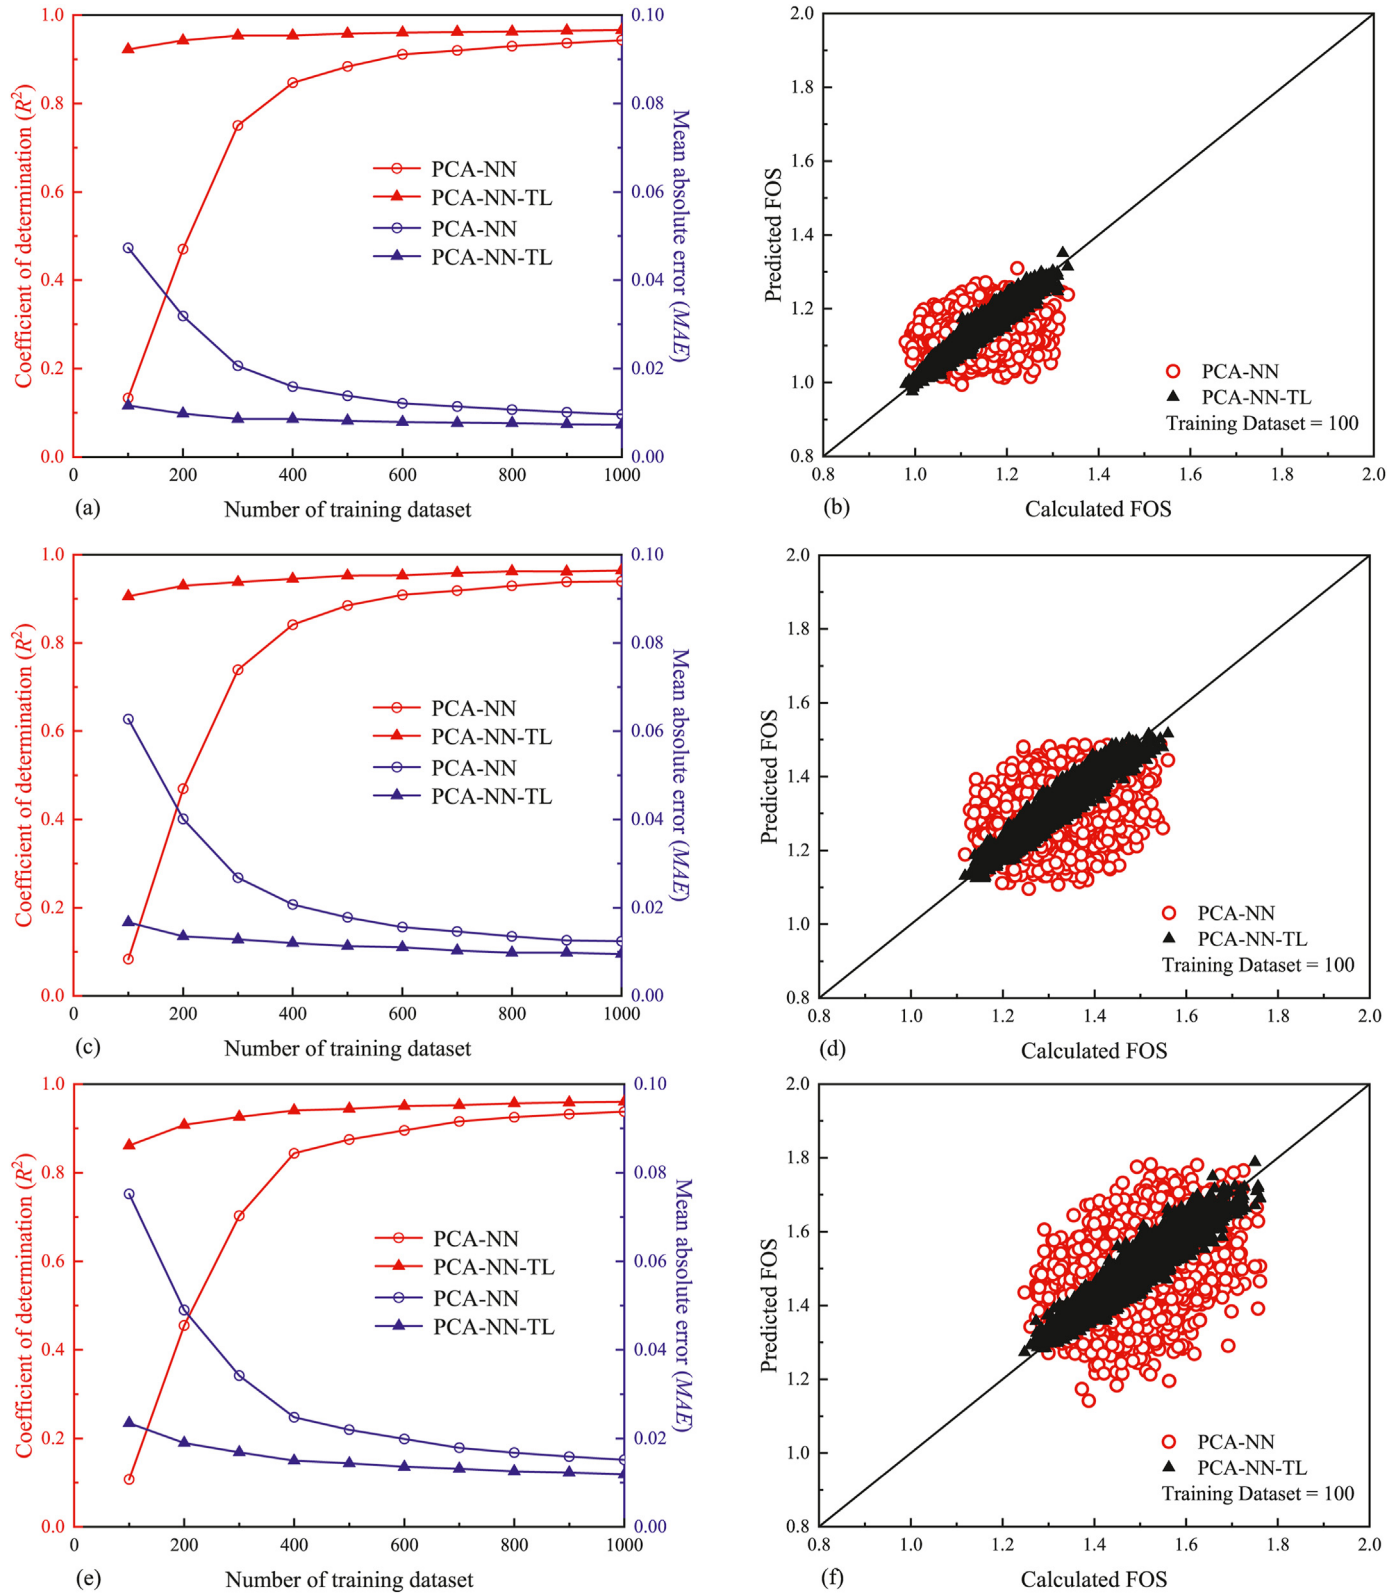 1.0
0.8
0.6
0.4
0.2
0.0
Coefficient of determination (R²)
0.10
0.08
0.06
0.04
0.02
0.00
Mean absolute error (MAE)
PCA-NN
PCA-NN-TL
PCA-NN
PCA-NN-TL
0 200 400 600 800 1000
(a) Number of training dataset
2.0
1.8
1.6
1.4
1.2
1.0
0.8
Predicted FOS
PCA-NN
PCA-NN-TL
Training Dataset = 100
0.8 1.0 1.2 1.4 1.6 1.8 2.0
(b) Calculated FOS
1.0
0.8
0.6
0.4
0.2
0.0
Coefficient of determination (R²)
0.10
0.08
0.06
0.04
0.02
0.00
Mean absolute error (MAE)
PCA-NN
PCA-NN-TL
PCA-NN
PCA-NN-TL
0 200 400 600 800 1000
(c) Number of training dataset
2.0
1.8
1.6
1.4
1.2
1.0
0.8
Predicted FOS
PCA-NN
PCA-NN-TL
Training Dataset = 100
0.8 1.0 1.2 1.4 1.6 1.8 2.0
(d) Calculated FOS
1.0
0.8
0.6
0.4
0.2
0.0
Coefficient of determination (R²)
0.10
0.08
0.06
0.04
0.02
0.00
Mean absolute error (MAE)
PCA-NN
PCA-NN-TL
PCA-NN
PCA-NN-TL
0 200 400 600 800 1000
(e) Number of training dataset
2.0
1.8
1.6
1.4
1.2
1.0
0.8
Predicted FOS
PCA-NN
PCA-NN-TL
Training Dataset = 100
0.8 1.0 1.2 1.4 1.6 1.8 2.0
(f) Calculated FOS